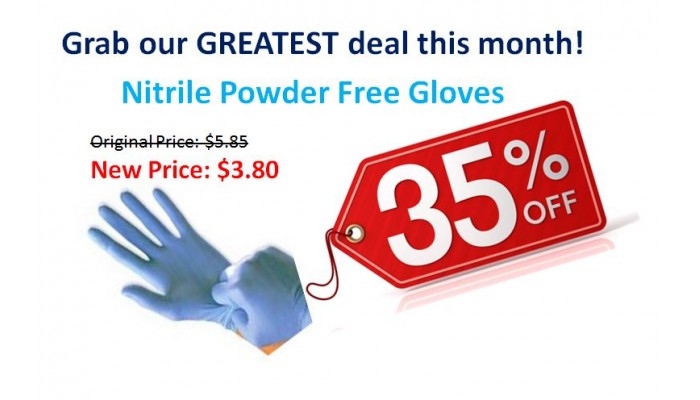 Grab our GREATEST deal this month!
Nitrile Powder Free Gloves
Original Price: $5.85
New Price: $3.80
35% OFF